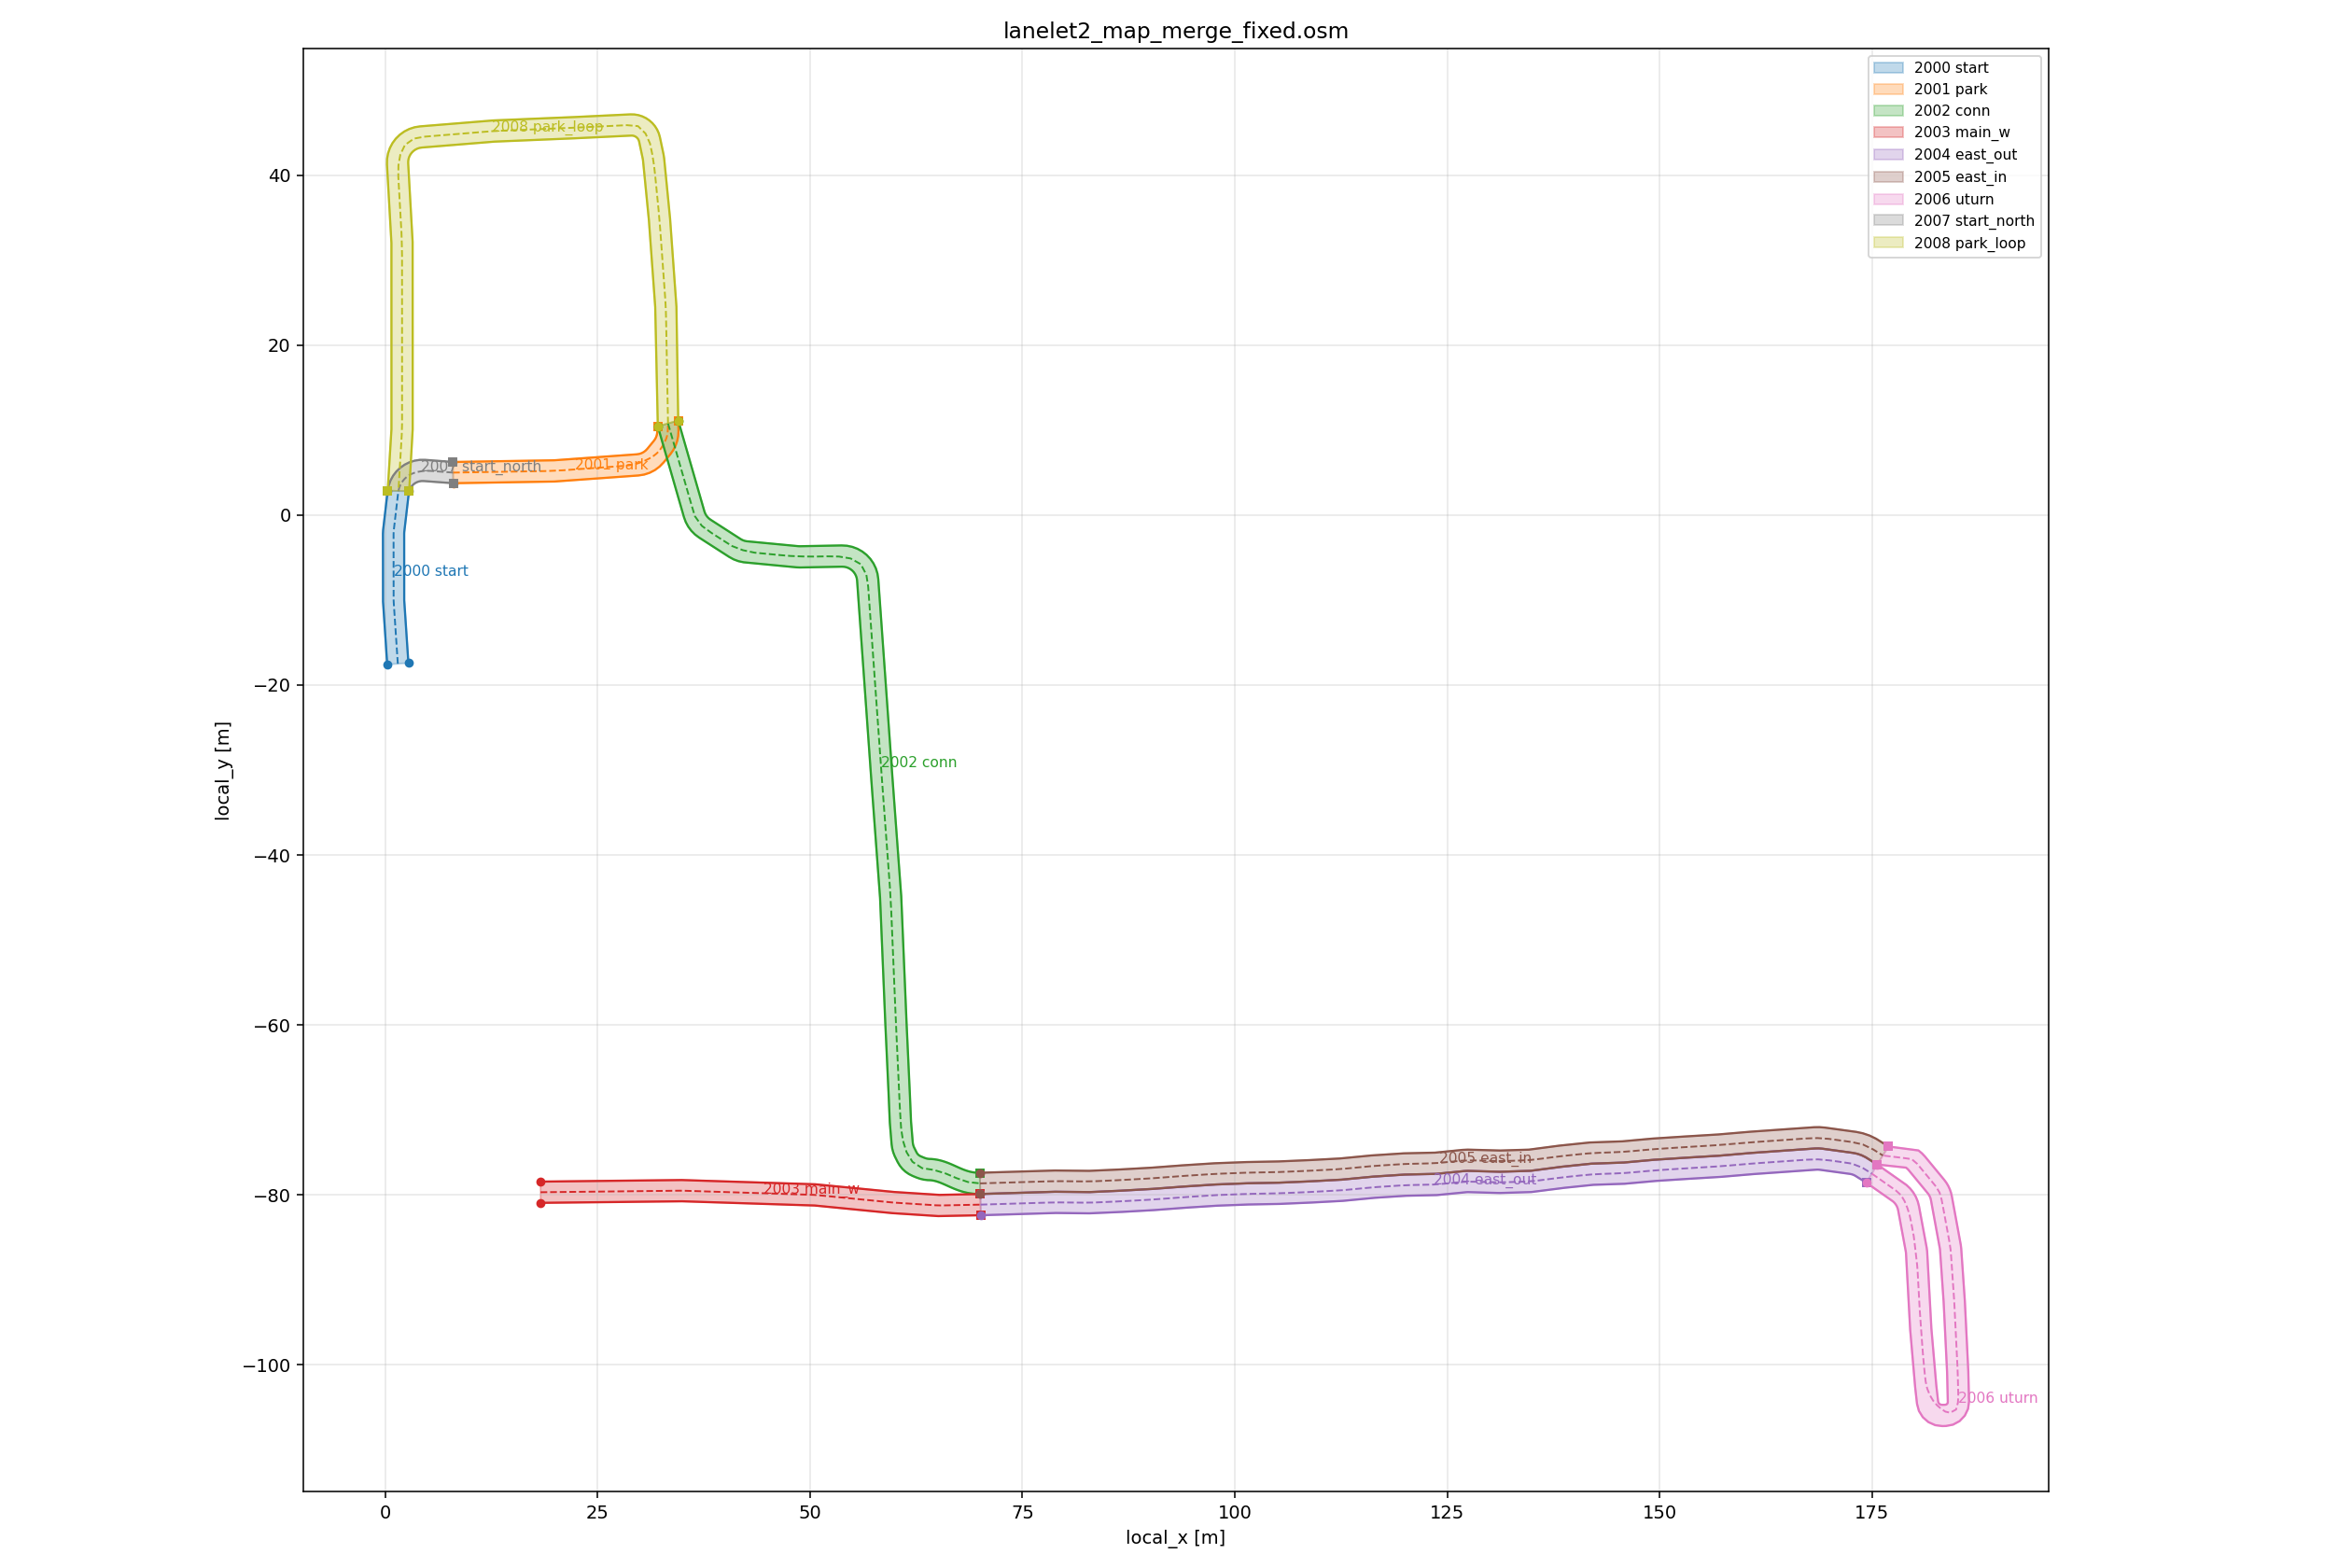 lanelet2_map_merge_fixed.osm
2000 start
2001 park
2002 conn
2003 main_w
2004 east_out
2005 east_in
2006 uturn
2007 start_north
2008 park_loop
2008 park_loop
2007 start_north
2001 park
2000 start
2002 conn
2005 east_in
2004 east_out
2003 main_w
2006 uturn
40
20
0
−20
−40
−60
−80
−100
local_y [m]
0
25
50
75
100
125
150
175
local_x [m]